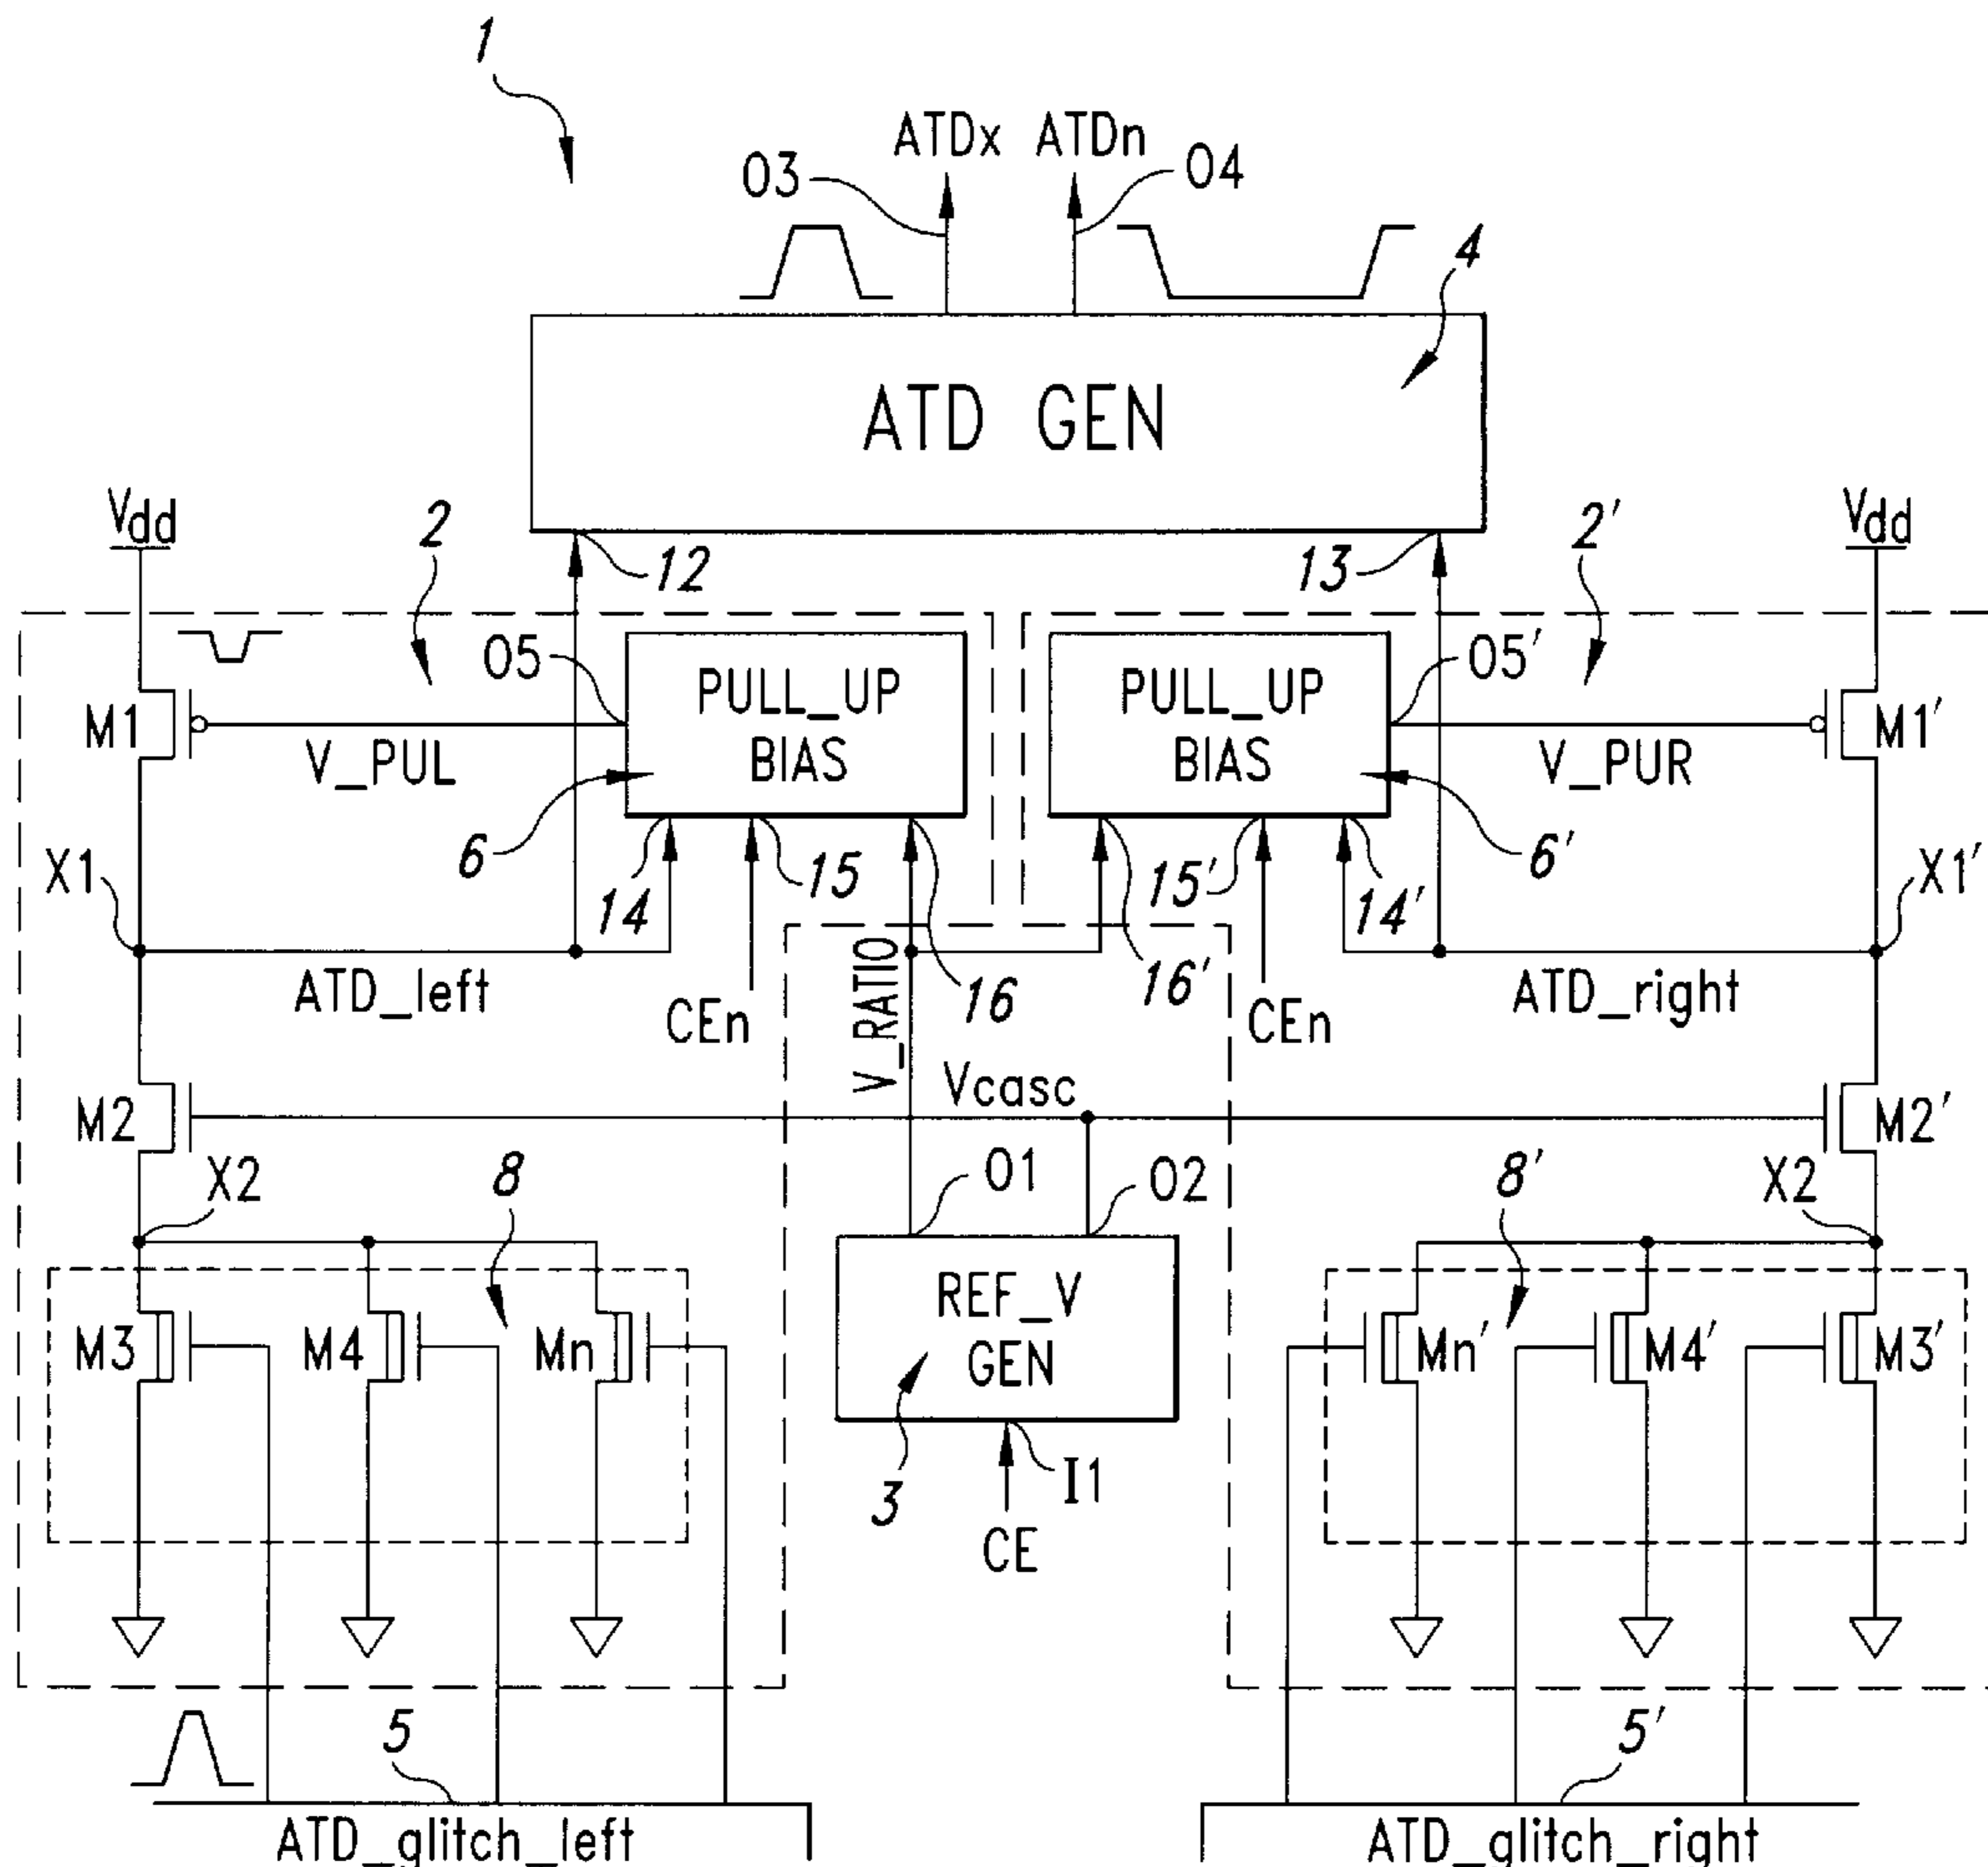 1
ATDx ATDn
O3 O4
4
ATD GEN
Vdd Vdd
2 2'
12 13
O5 O5'
PULL_UP
BIAS
PULL_UP
BIAS
M1 M1'
V_PUL V_PUR
6 6'
X1 X1'
14 15 15' 14'
ATD_left ATD_right
16 16'
CEn CEn
V_RATIO
Vcasc
M2 M2'
X2 X2
8 8'
O1 O2
REF_V
GEN
M3 M4 Mn
Mn' M4' M3'
3 I1
CE
5 5'
ATD_glitch_left ATD_glitch_right